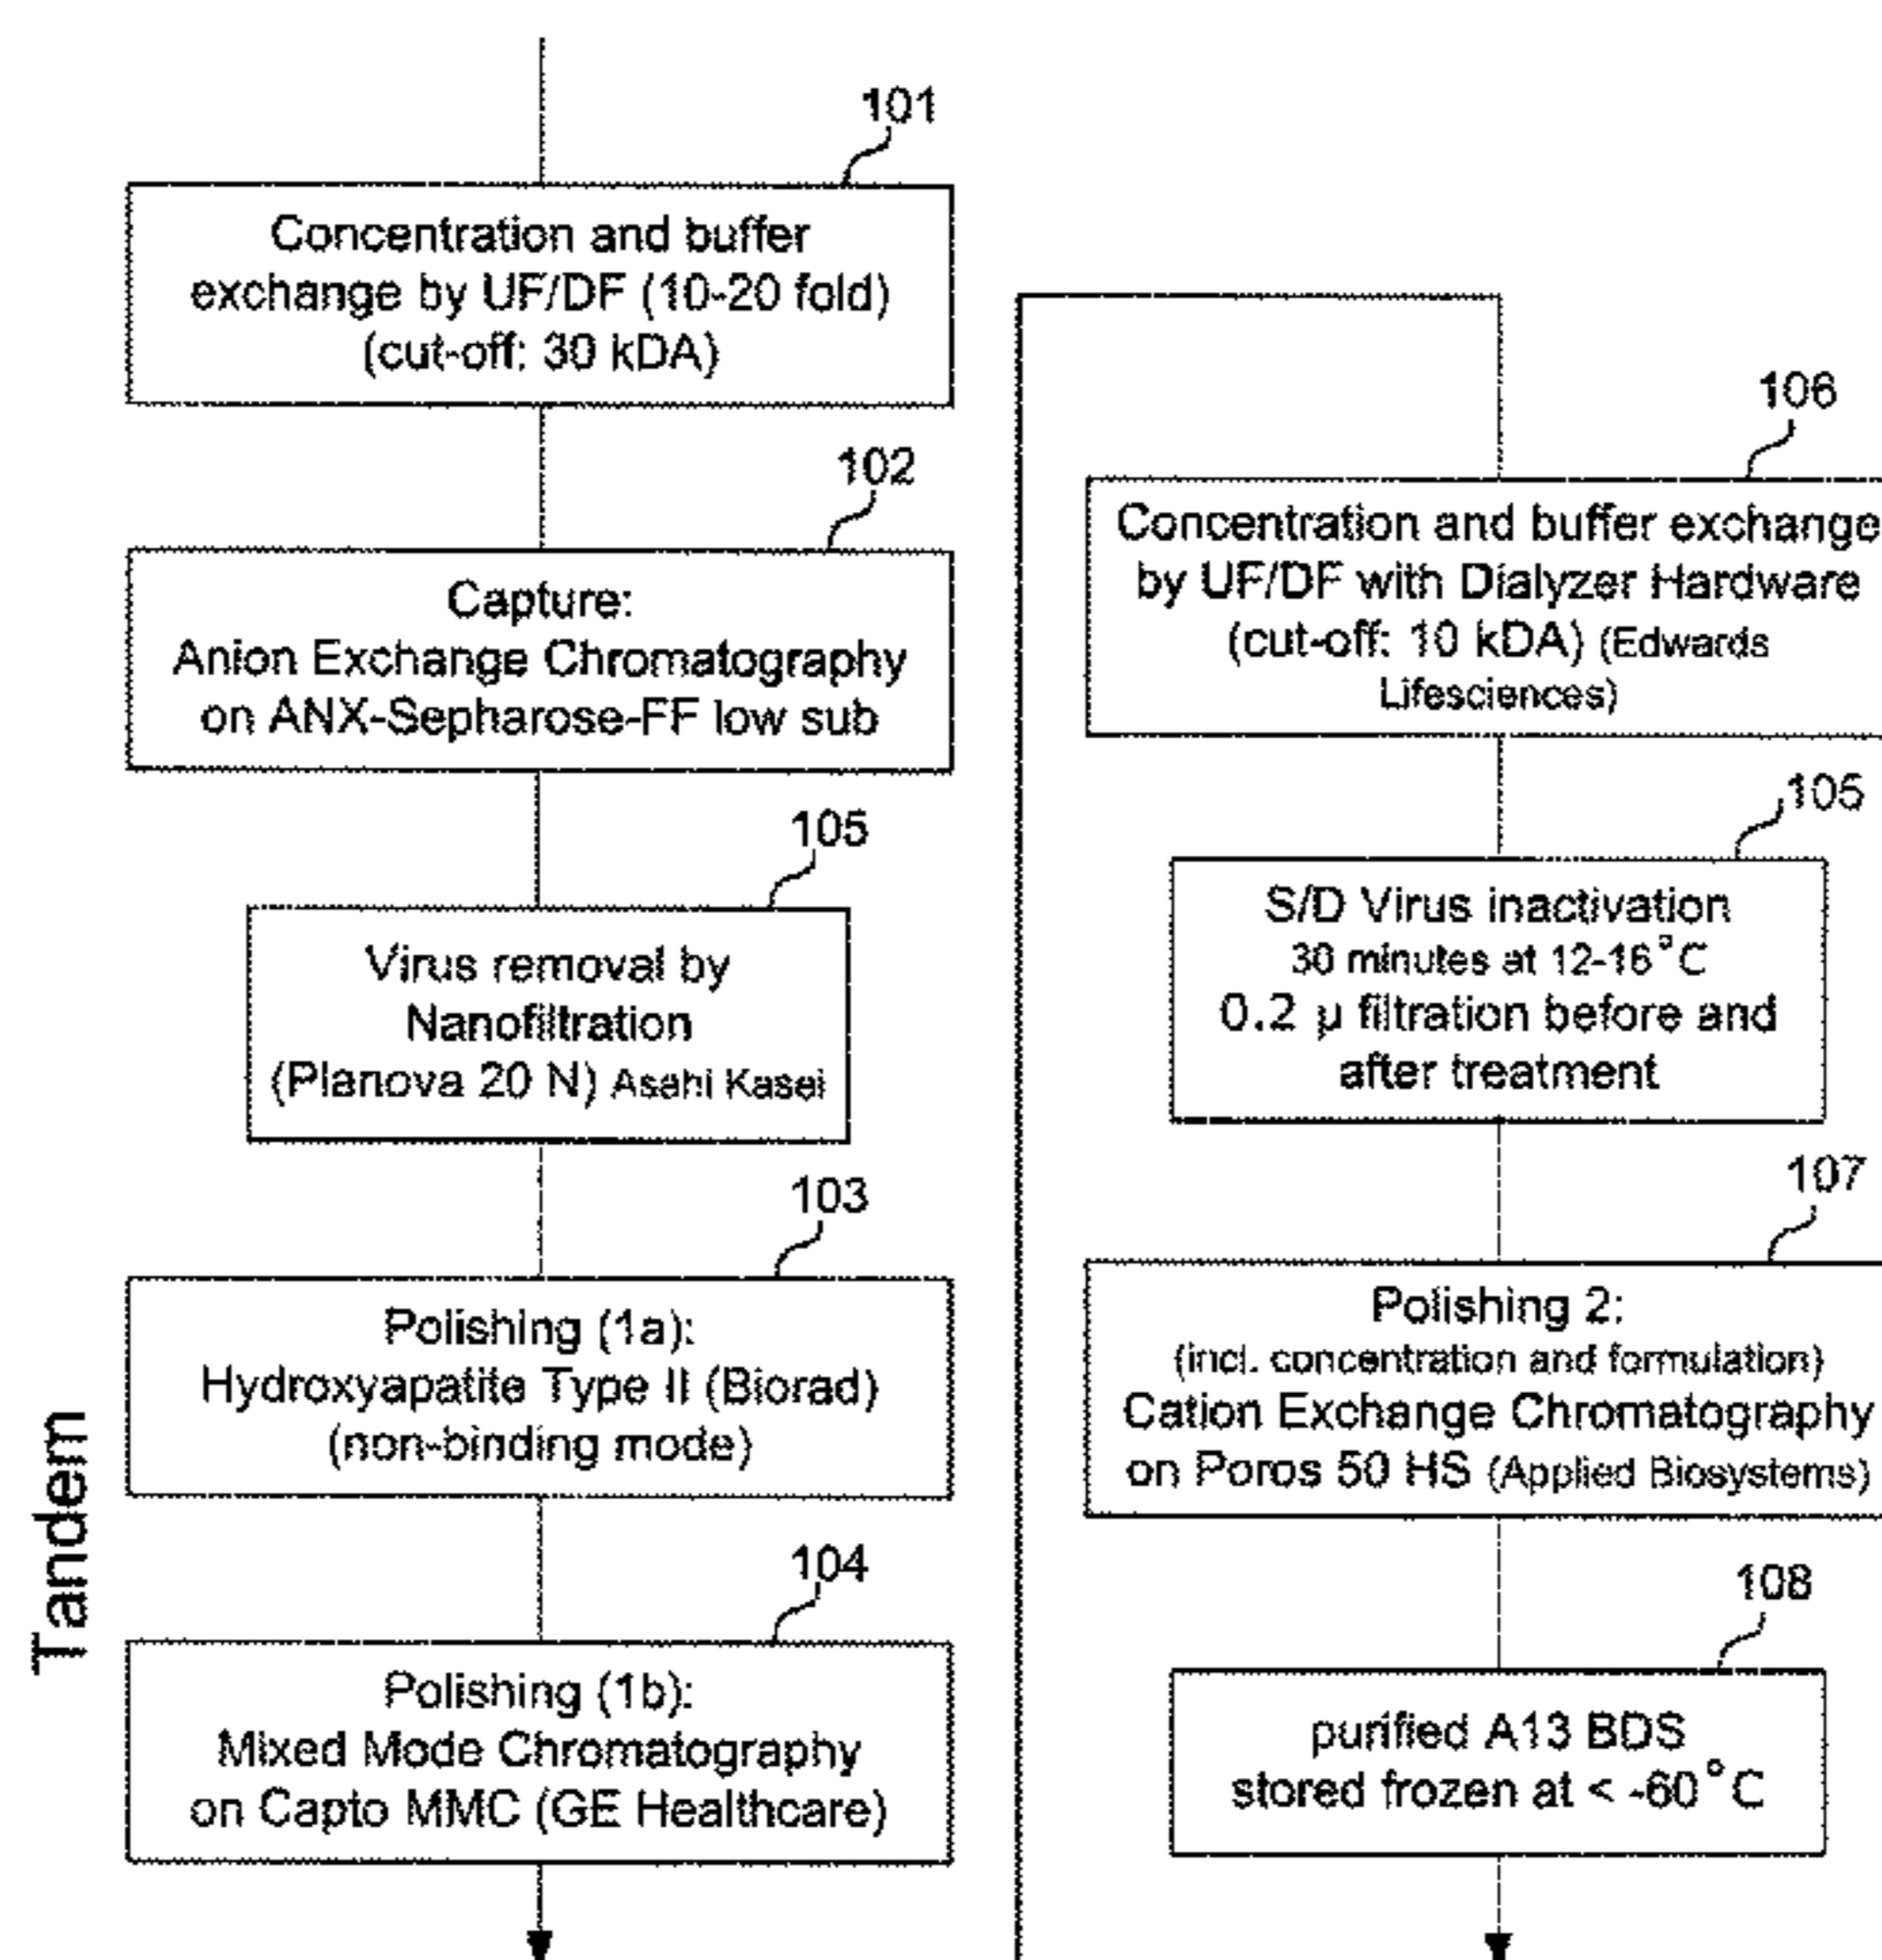 101
Concentration and buffer
exchange by UF/DF (10-20 fold)
(cut-off: 30 kDA)
102
Capture:
Anion Exchange Chromatography
on ANX-Sepharose-FF low sub
105
Virus removal by
Nanofiltration
(Planova 20 N) Asahi Kasei
103
Polishing (1a):
Hydroxyapatite Type II (Biorad)
(non-binding mode)
Tandem
104
Polishing (1b):
Mixed Mode Chromatography
on Capto MMC (GE Healthcare)
106
Concentration and buffer exchange
by UF/DF with Dialyzer Hardware
(cut-off: 10 kDA) (Edwards
Lifesciences)
105
S/D Virus inactivation
30 minutes at 12-16°C
0.2 µ filtration before and
after treatment
107
Polishing 2:
(incl. concentration and formulation)
Cation Exchange Chromatography
on Poros 50 HS (Applied Biosystems)
108
purified A13 BDS
stored frozen at < -60°C